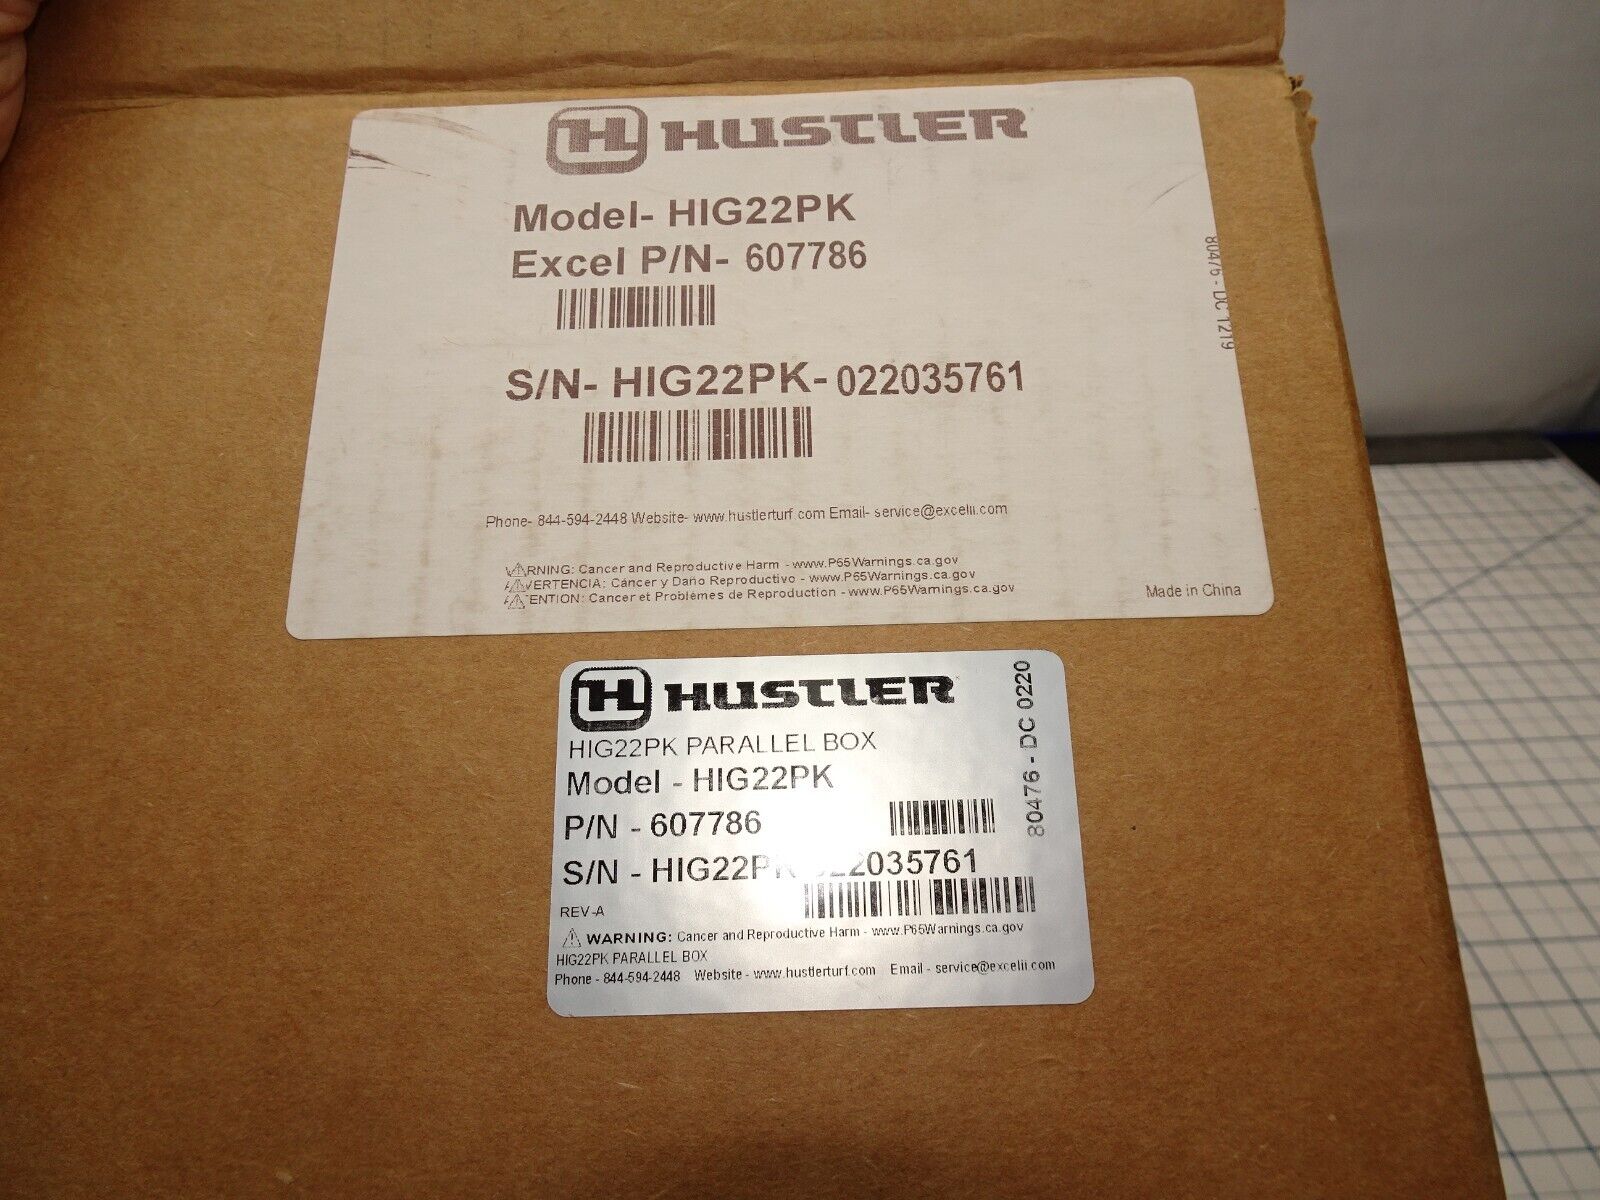 H HUSTLER
Model- HIG22PK
Excel P/N- 607786
S/N- HIG22PK-022035761
Phone- 844-594-2448 Website- www.hustlerturf.com Email- service@excelii.com
WARNING: Cancer and Reproductive Harm - www.P65Warnings.ca.gov
ADVERTENCIA: Cáncer y Daño Reproductivo - www.P65Warnings.ca.gov
ATTENTION: Cancer et Problèmes de Reproduction - www.P65Warnings.ca.gov
Made in China
80476 - DC 1219
H HUSTLER
HIG22PK PARALLEL BOX
Model - HIG22PK
P/N - 607786
S/N - HIG22PK-022035761
REV-A
WARNING: Cancer and Reproductive Harm - www.P65Warnings.ca.gov
HIG22PK PARALLEL BOX
Phone - 844-594-2448 Website - www.hustlerturf.com Email - service@excelii.com
80476 - DC 0220